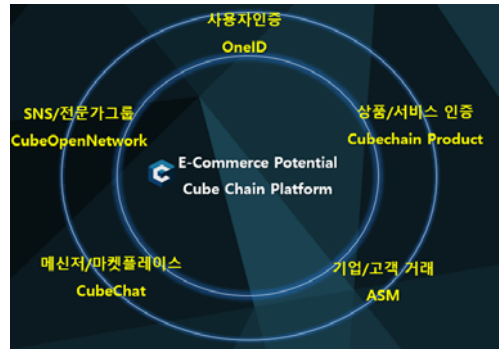 사용자인증
OneID
SNS/전문가그룹
CubeOpenNetwork
상품/서비스 인증
Cubechain Product
E-Commerce Potential
Cube Chain Platform
메신저/마켓플레이스
CubeChat
기업/고객 거래
ASM